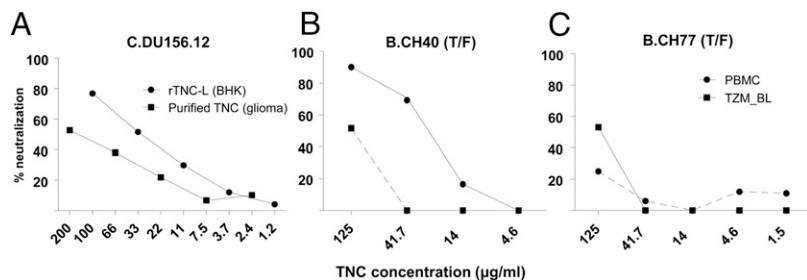 A
C.DU156.12
% neutralization
100
80
60
40
20
rTNC-L (BHK)
Purified TNC (glioma)
200
100
66
33
22
11
7.5
3.7
2.4
1.2
B
B.CH40 (T/F)
100
80
60
40
20
125
41.7
14
4.6
TNC concentration (µg/ml)
C
B.CH77 (T/F)
100
80
60
40
20
PBMC
TZM_BL
125
41.7
14
4.6
1.5